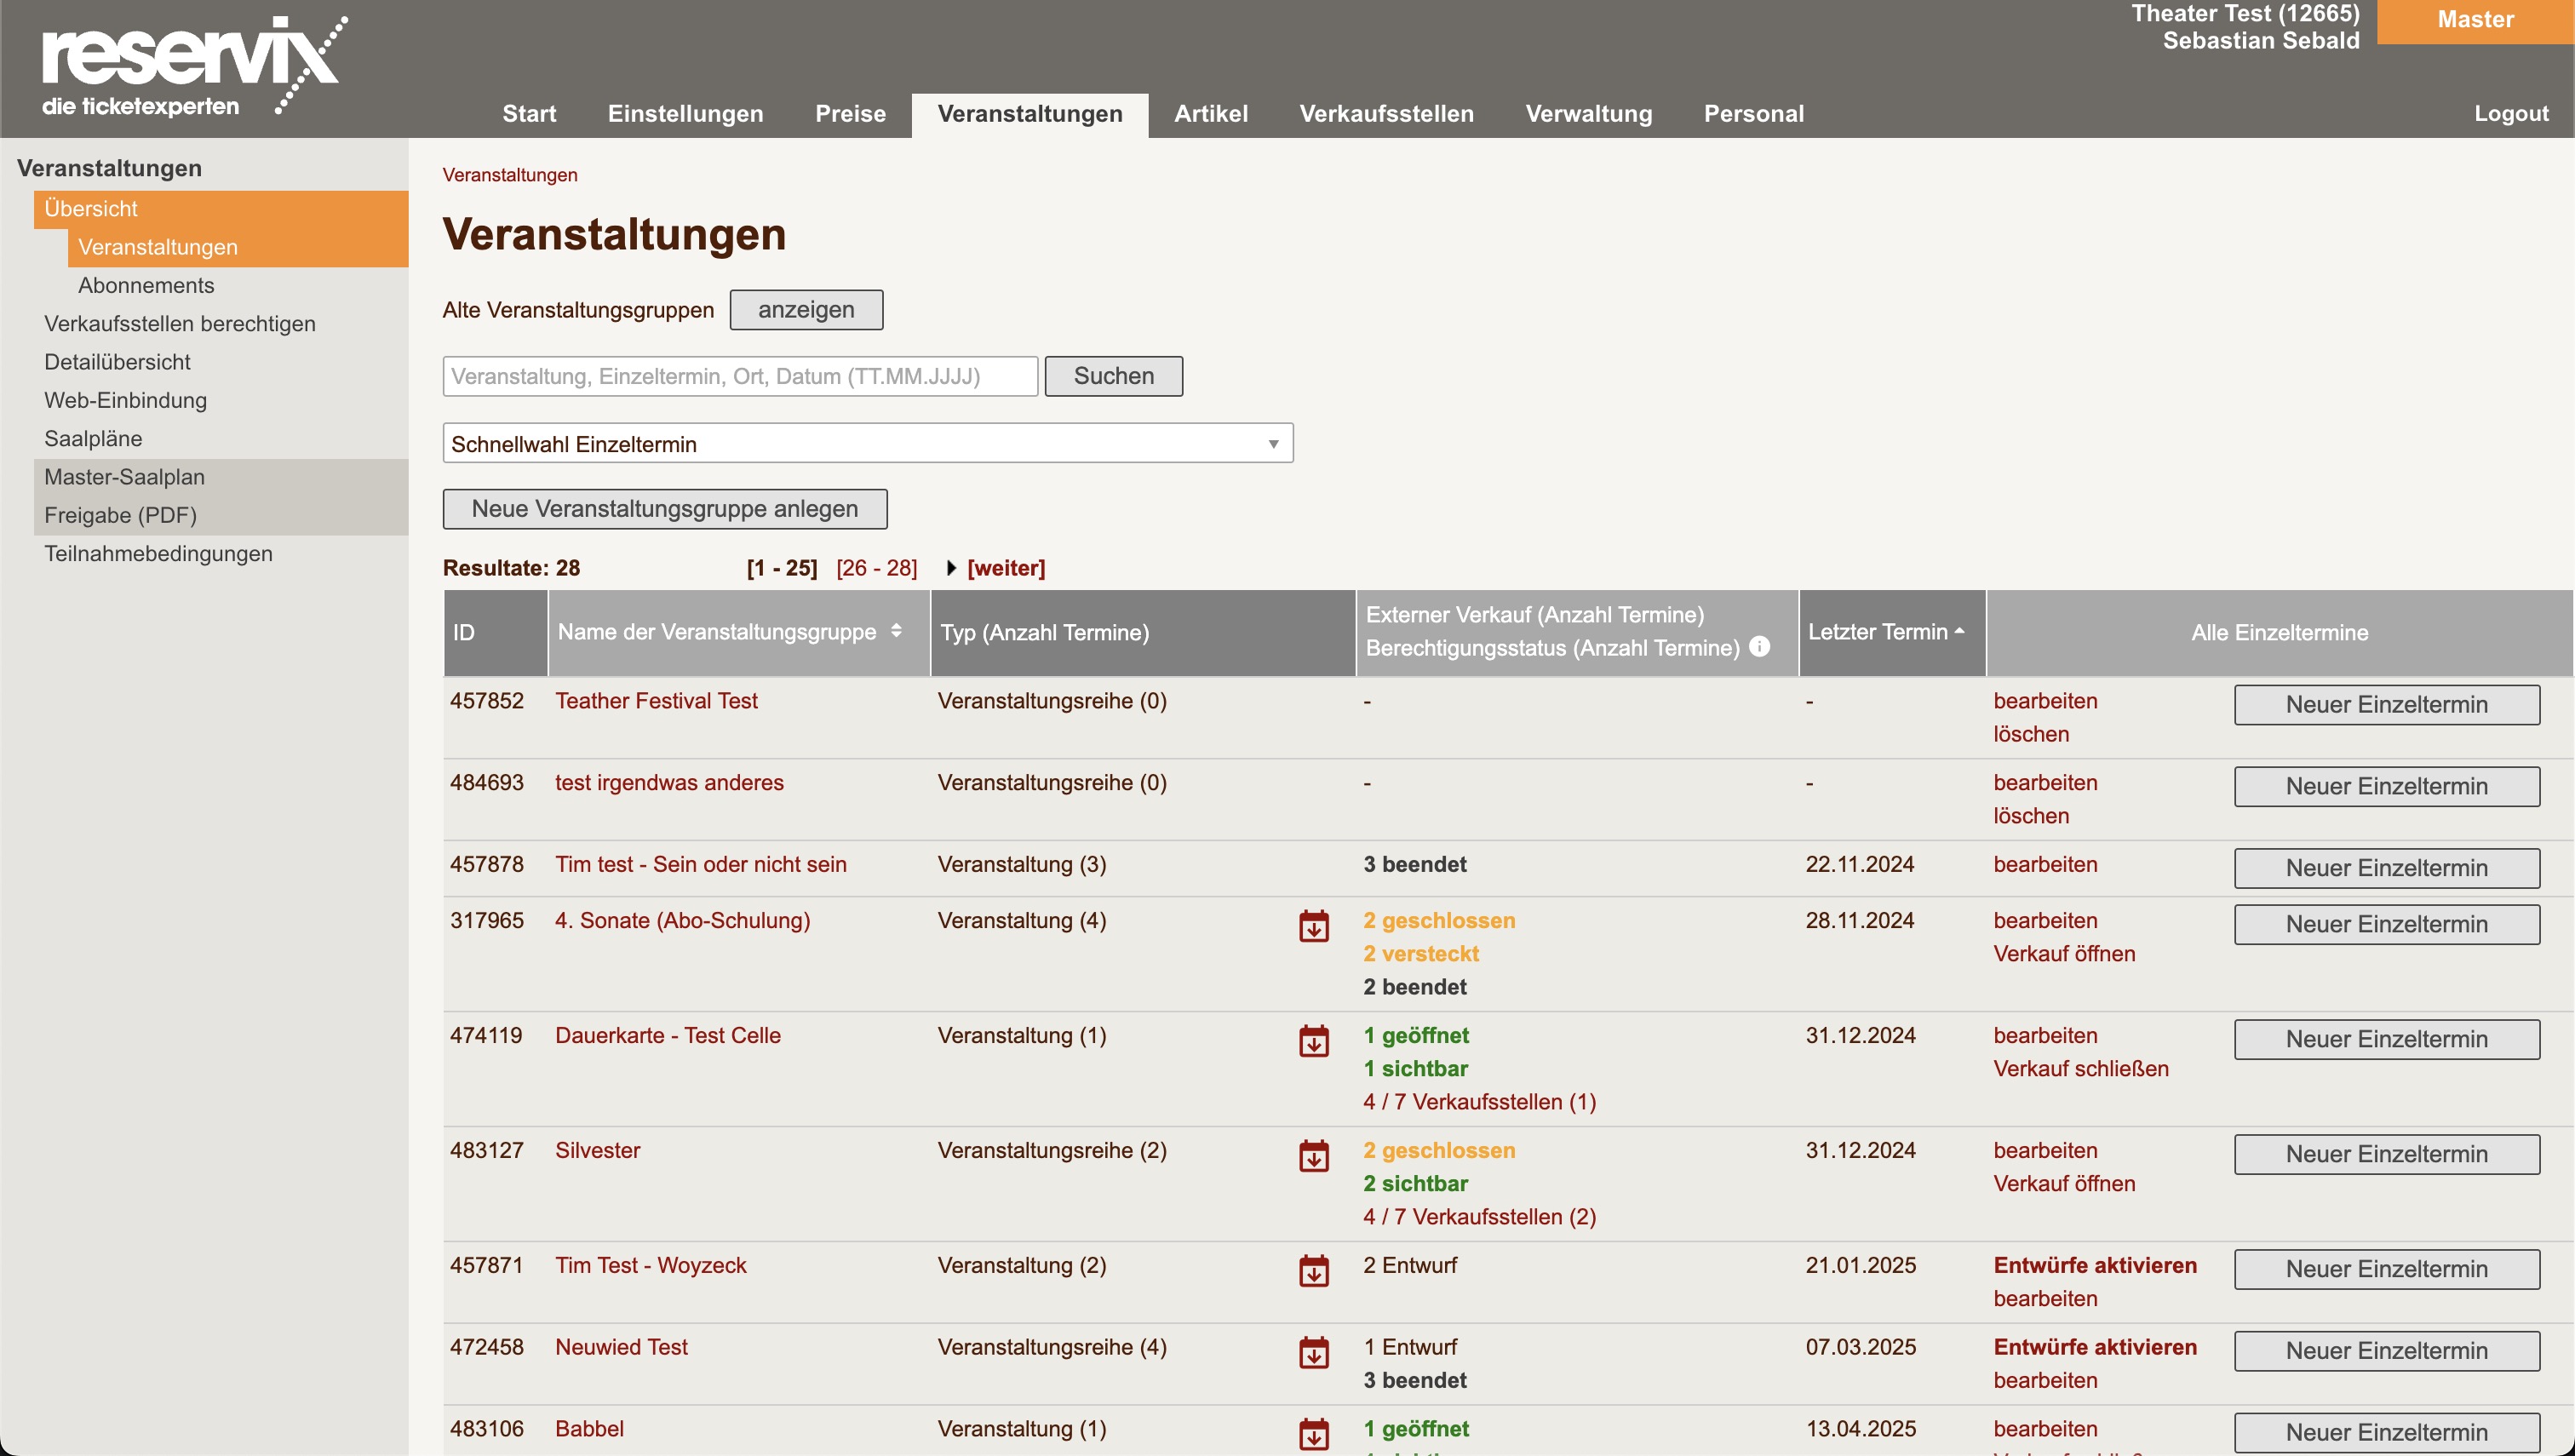 reservix
die ticketexperten
Theater Test (12665)
Sebastian Sebald
Master
Start Einstellungen Preise Veranstaltungen Artikel Verkaufsstellen Verwaltung Personal Logout
Veranstaltungen
Übersicht
Veranstaltungen
Abonnements
Verkaufsstellen berechtigen
Detailübersicht
Web-Einbindung
Saalpläne
Master-Saalplan
Freigabe (PDF)
Teilnahmebedingungen
Veranstaltungen
Veranstaltungen
Alte Veranstaltungsgruppen anzeigen
Veranstaltung, Einzeltermin, Ort, Datum (TT.MM.JJJJ) Suchen
Schnellwahl Einzeltermin
Neue Veranstaltungsgruppe anlegen
Resultate: 28 [1 - 25] [26 - 28] [weiter]
ID Name der Veranstaltungsgruppe Typ (Anzahl Termine) Externer Verkauf (Anzahl Termine) Letzter Termin Alle Einzeltermine
Berechtigungsstatus (Anzahl Termine)
457852 Teather Festival Test Veranstaltungsreihe (0) - - bearbeiten Neuer Einzeltermin
löschen
484693 test irgendwas anderes Veranstaltungsreihe (0) - - bearbeiten Neuer Einzeltermin
löschen
457878 Tim test - Sein oder nicht sein Veranstaltung (3) 3 beendet 22.11.2024 bearbeiten Neuer Einzeltermin
317965 4. Sonate (Abo-Schulung) Veranstaltung (4) 2 geschlossen 28.11.2024 bearbeiten Neuer Einzeltermin
2 versteckt Verkauf öffnen
2 beendet
474119 Dauerkarte - Test Celle Veranstaltung (1) 1 geöffnet 31.12.2024 bearbeiten Neuer Einzeltermin
1 sichtbar Verkauf schließen
4 / 7 Verkaufsstellen (1)
483127 Silvester Veranstaltungsreihe (2) 2 geschlossen 31.12.2024 bearbeiten Neuer Einzeltermin
2 sichtbar Verkauf öffnen
4 / 7 Verkaufsstellen (2)
457871 Tim Test - Woyzeck Veranstaltung (2) 2 Entwurf 21.01.2025 Entwürfe aktivieren Neuer Einzeltermin
bearbeiten
472458 Neuwied Test Veranstaltungsreihe (4) 1 Entwurf 07.03.2025 Entwürfe aktivieren Neuer Einzeltermin
3 beendet bearbeiten
483106 Babbel Veranstaltung (1) 1 geöffnet 13.04.2025 bearbeiten Neuer Einzeltermin